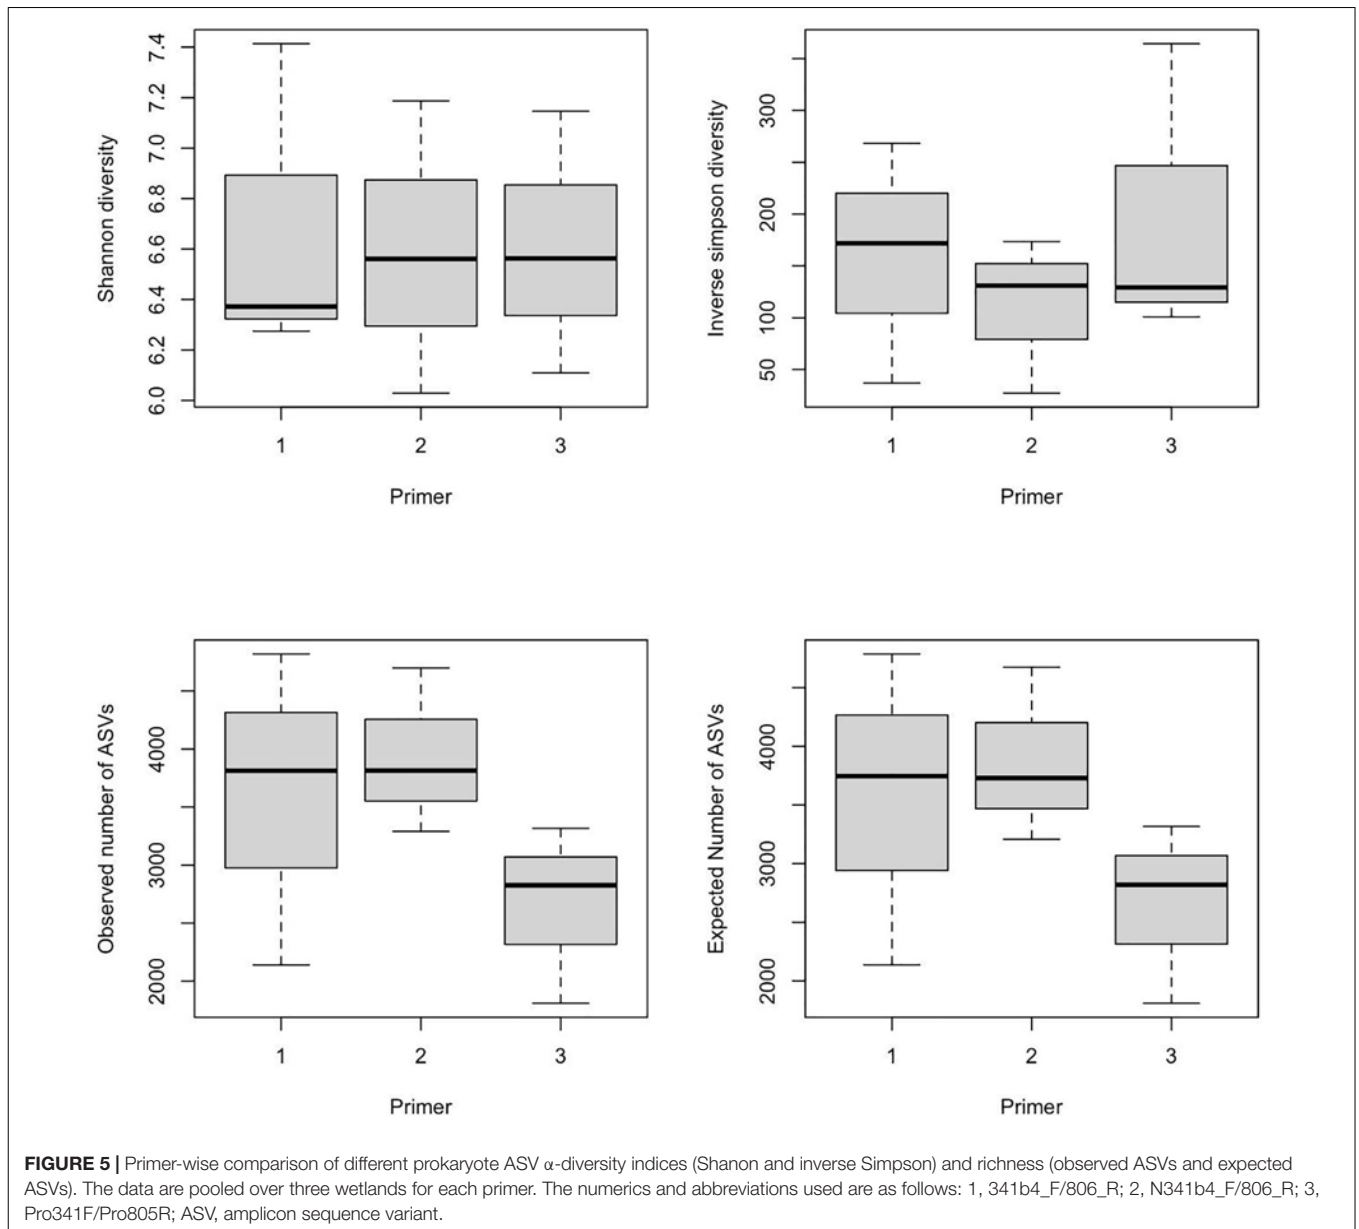 Shannon diversity
7.4
7.2
7.0
6.8
6.6
6.4
6.2
6.0
1 2 3
Primer
Inverse simpson diversity
300
200
100
50
1 2 3
Primer
Observed number of ASVs
4000
3000
2000
1 2 3
Primer
Expected Number of ASVs
4000
3000
2000
1 2 3
Primer
FIGURE 5 | Primer-wise comparison of different prokaryote ASV α-diversity indices (Shanon and inverse Simpson) and richness (observed ASVs and expected
ASVs). The data are pooled over three wetlands for each primer. The numerics and abbreviations used are as follows: 1, 341b4_F/806_R; 2, N341b4_F/806_R; 3,
Pro341F/Pro805R; ASV, amplicon sequence variant.